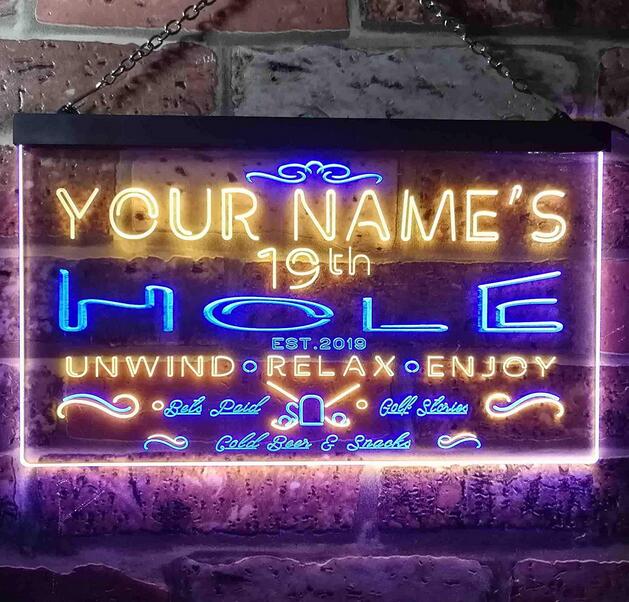 YOUR NAME'S
19th
HOLE
EST.2019
UNWIND RELAX ENJOY
Bets Paid Golf Stories
Cold Beer & Snacks